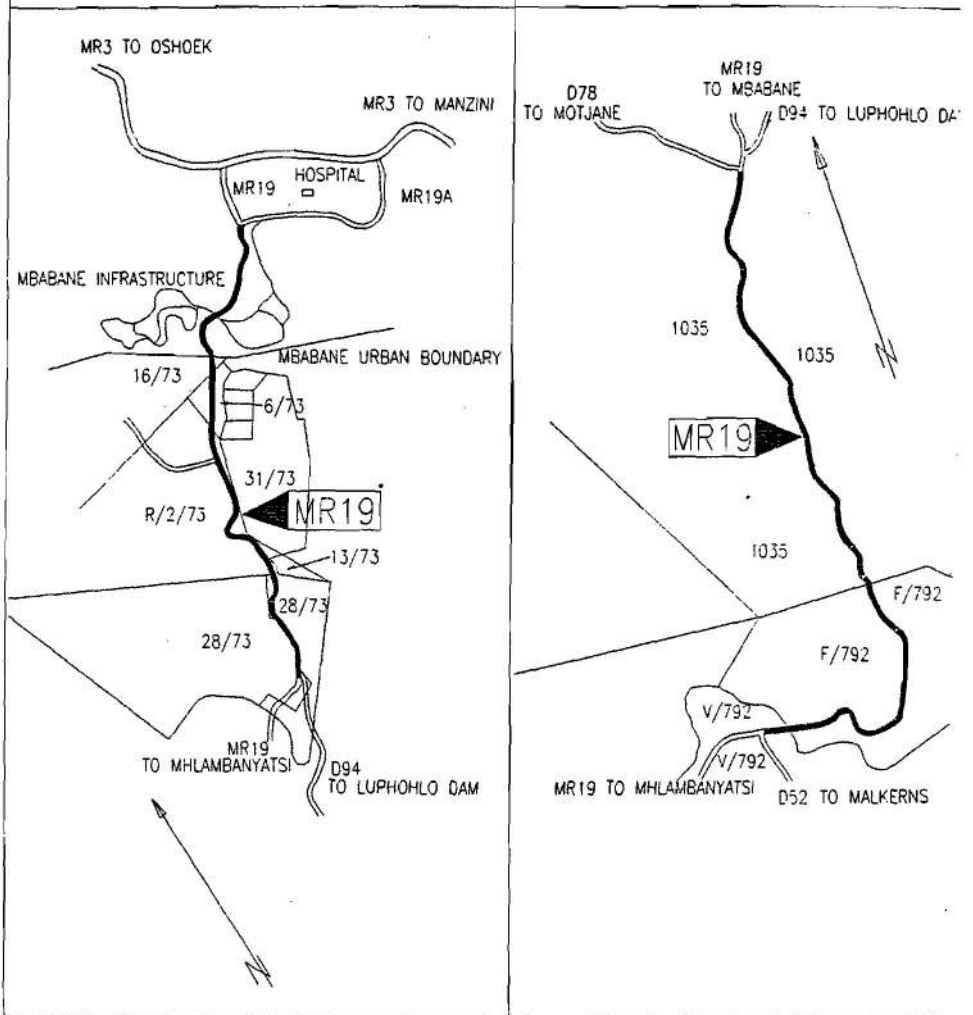 MR3 TO OSHOEK
MR3 TO MANZINI
MR19
HOSPITAL
MR19A
MBABANE INFRASTRUCTURE
MBABANE URBAN BOUNDARY
16/73
6/73
31/73
R/2/73
MR19
13/73
28/73
28/73
MR19
TO MHLAMBANYATSI
D94
TO LUPHOHLO DAM
N
MR19
TO MBABANE
D78
TO MOTJANE
D94 TO LUPHOHLO DA
1035
1035
N
MR19
1035
F/792
F/792
V/792
V/792
MR19 TO MHLAMBANYATSI
D52 TO MALKERNS